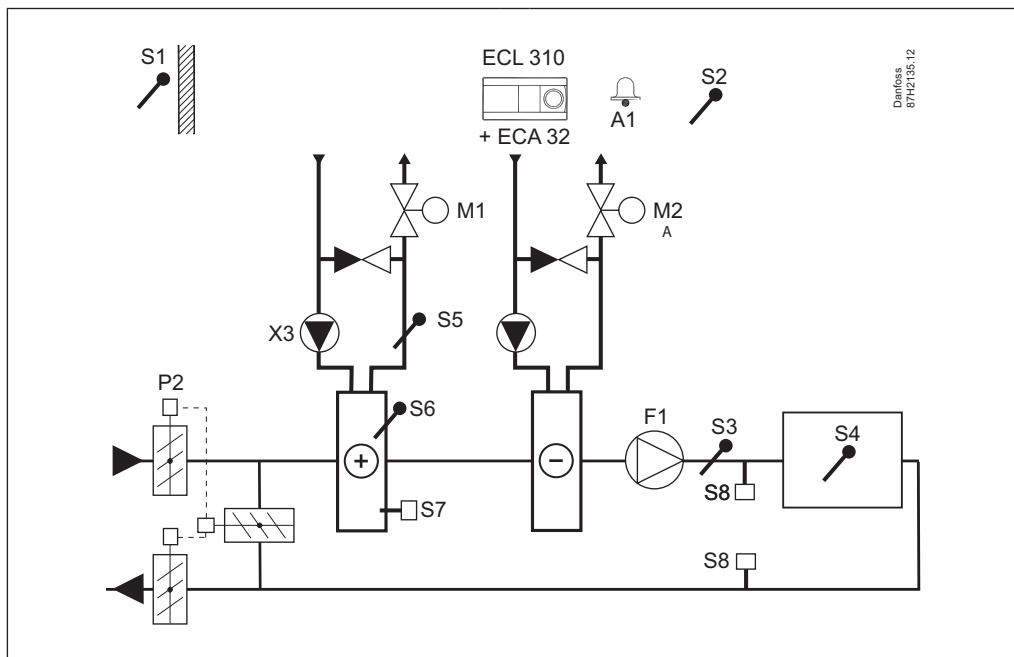 S1
ECL 310
+ ECA 32
A1
S2
Danfoss
87H2135.12
M1
M2
A
X3
S5
P2
S6
F1
S3
S4
S8
S7
S8
+
−